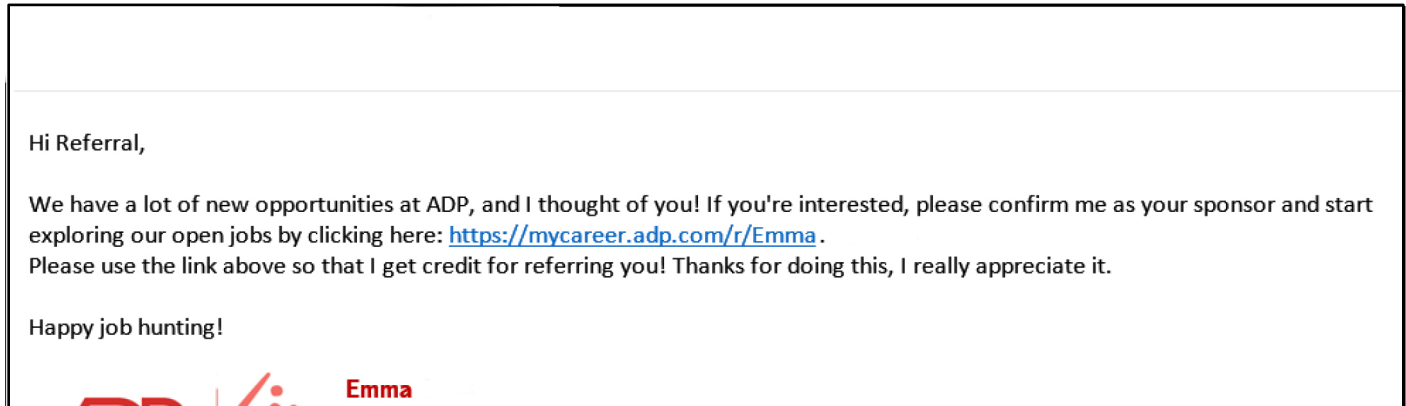 Hi Referral,
We have a lot of new opportunities at ADP, and I thought of you! If you're interested, please confirm me as your sponsor and start
exploring our open jobs by clicking here: https://mycareer.adp.com/r/Emma.
Please use the link above so that I get credit for referring you! Thanks for doing this, I really appreciate it.
Happy job hunting!
Emma